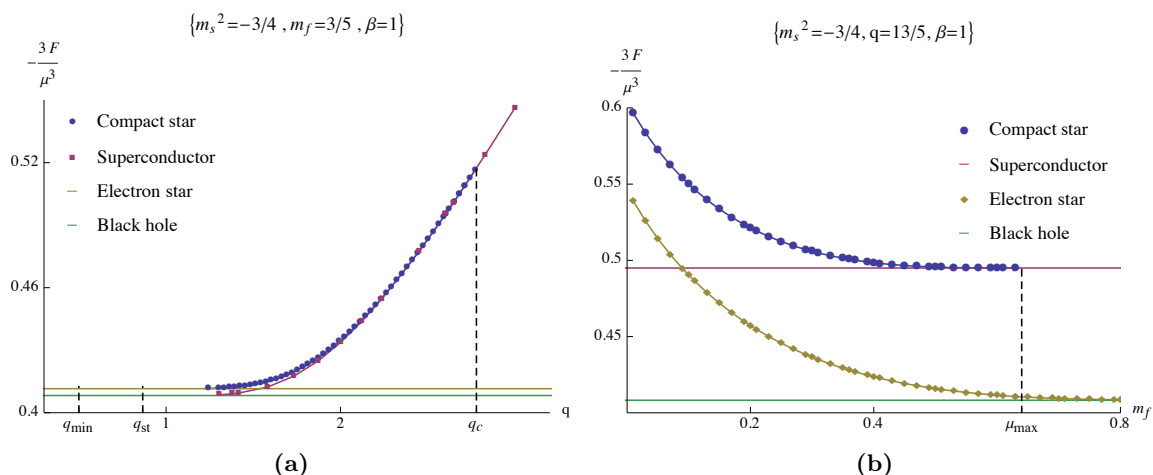 {m_s^2=−3/4 , m_f=3/5 , β=1}
− 3 F / μ^3
Compact star
Superconductor
Electron star
Black hole
0.52
0.46
0.4
q_min
q_st
1
2
q_c
q
(a)
{m_s^2=−3/4, q=13/5, β=1}
− 3 F / μ^3
0.6
Compact star
Superconductor
Electron star
Black hole
0.55
0.5
0.45
0.2
0.4
μ_max
0.8
m_f
(b)